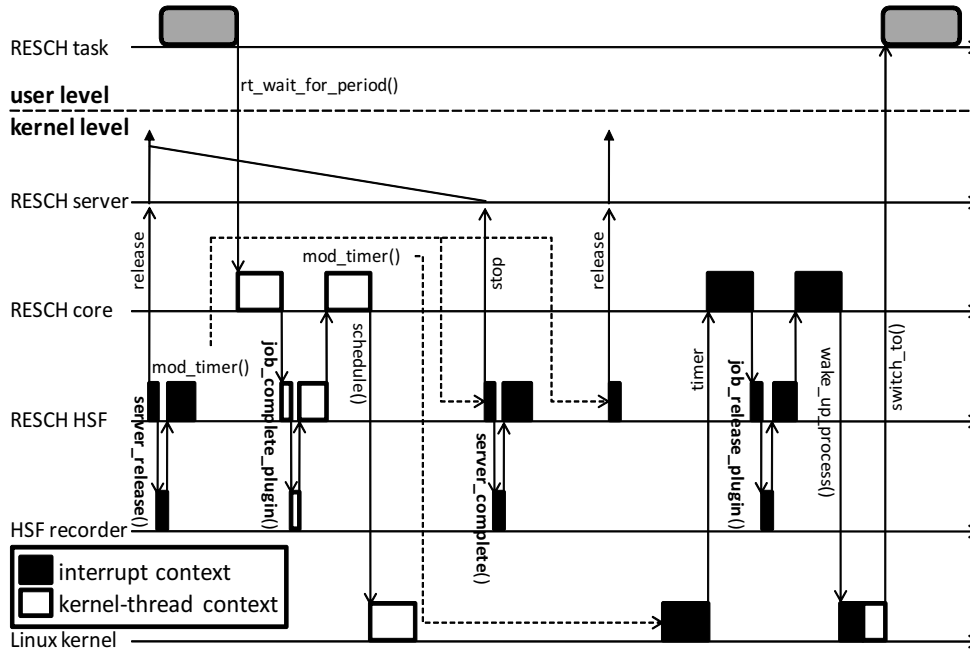 RESCH task
rt_wait_for_period()
user level
kernel level
RESCH server
release
mod_timer()
stop
release
RESCH core
mod_timer()
schedule()
timer
wake_up_process()
switch_to()
RESCH HSF
server_release()
job_complete_plugin()
server_complete()
job_release_plugin()
HSF recorder
interrupt context
kernel-thread context
Linux kernel